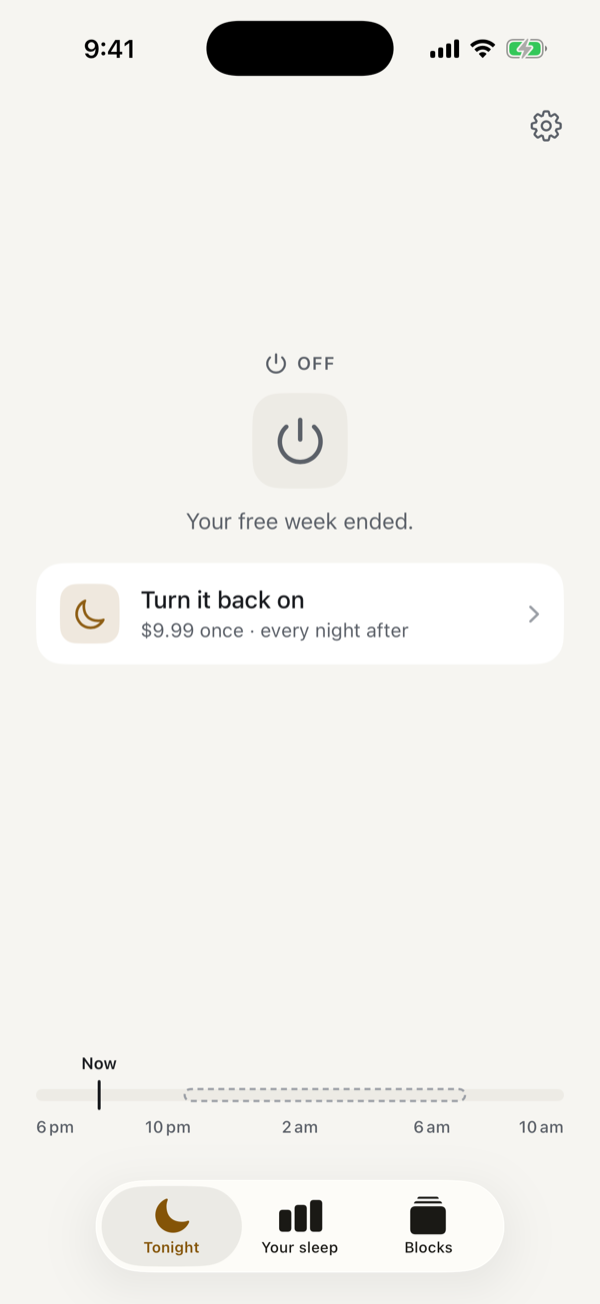 9:41
OFF
Your free week ended.
Turn it back on
$9.99 once · every night after
Now
6 pm 10 pm 2 am 6 am 10 am
Tonight Your sleep Blocks